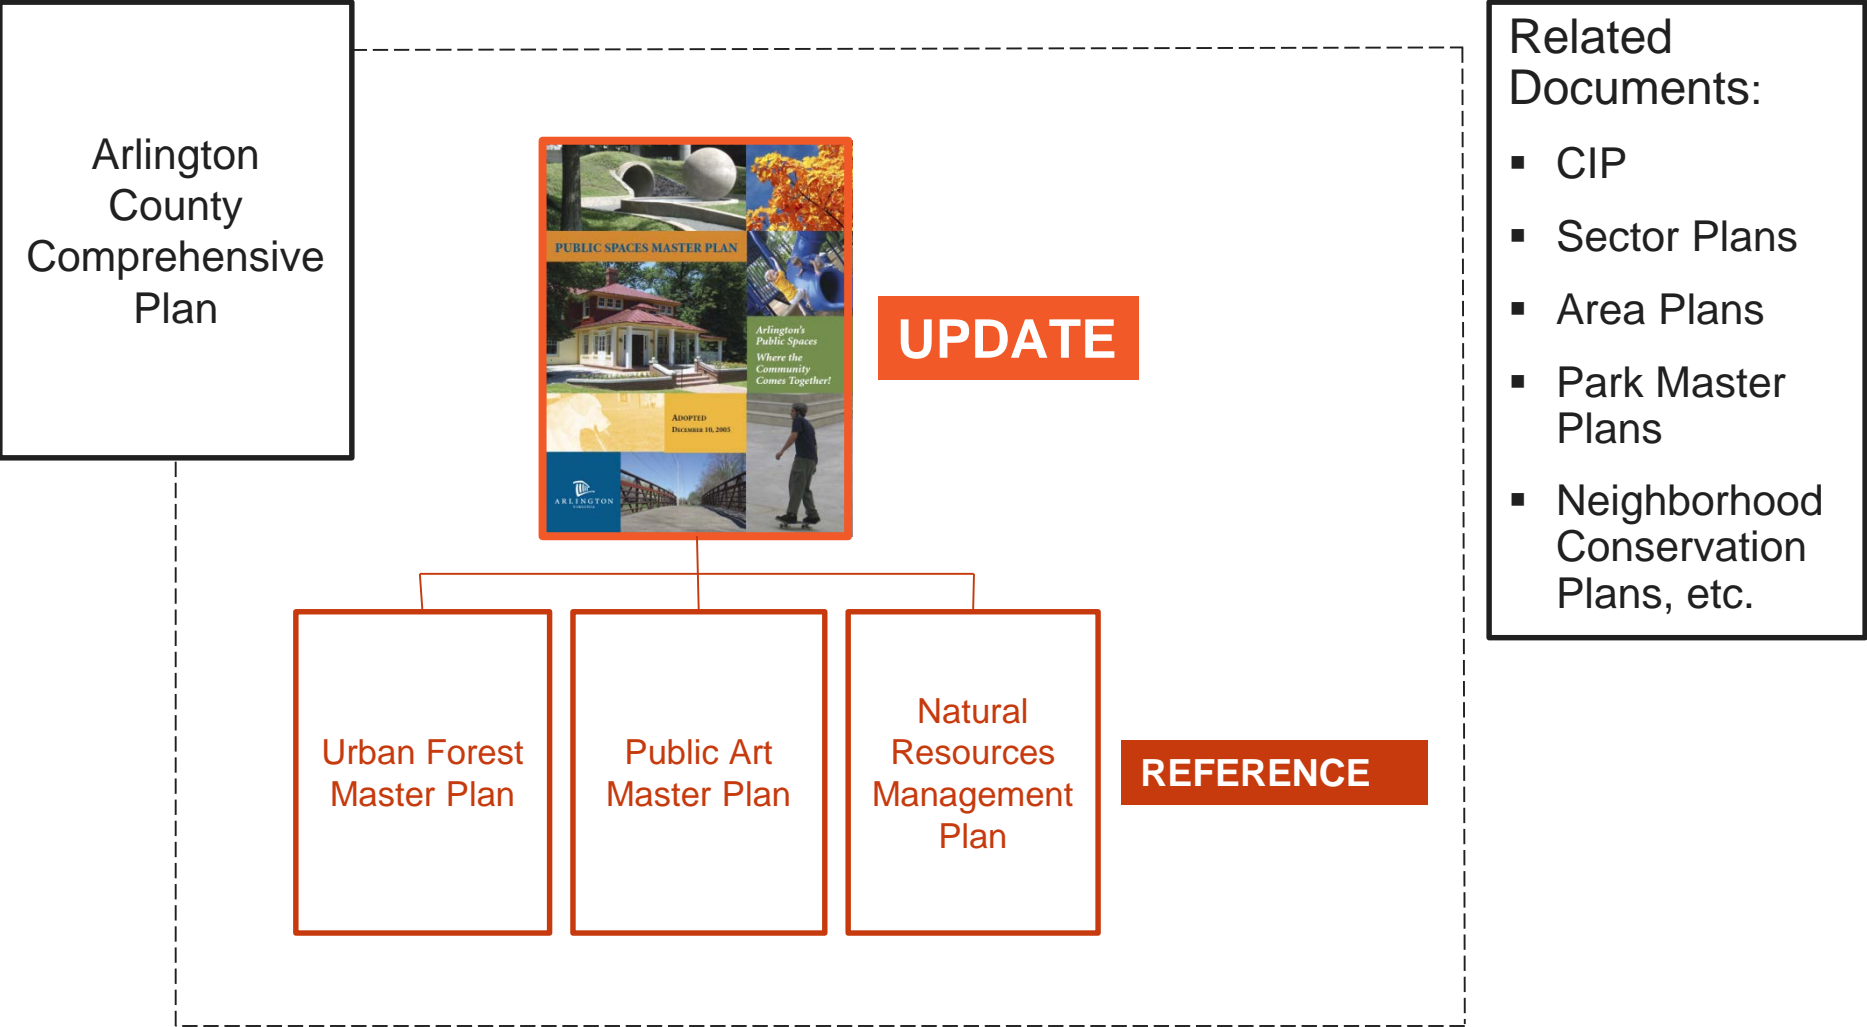 Arlington
County
Comprehensive
Plan
PUBLIC SPACES MASTER PLAN
Arlington's
Public Spaces
Where the
Community
Comes Together!
ADOPTED
DECEMBER 10, 2005
ARLINGTON
VIRGINIA
UPDATE
Urban Forest
Master Plan
Public Art
Master Plan
Natural
Resources
Management
Plan
REFERENCE
Related
Documents:
▪ CIP
▪ Sector Plans
▪ Area Plans
▪ Park Master
Plans
▪ Neighborhood
Conservation
Plans, etc.